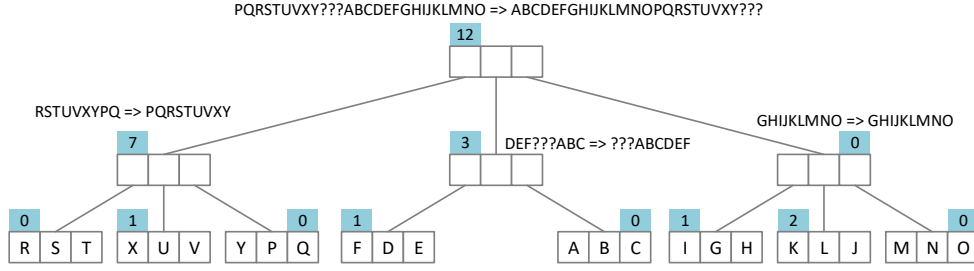 PQRSTUVXY???ABCDEFGHIJKLMNO => ABCDEFGHIJKLMNOPQRSTUVXY???
12
RSTUVXYPQ => PQRSTUVXY
GHIJKLMNO => GHIJKLMNO
7
3
DEF???ABC => ???ABCDEF
0
0
1
0
1
0
1
2
0
R S T
X U V
Y P Q
F D E
A B C
I G H
K L J
M N O